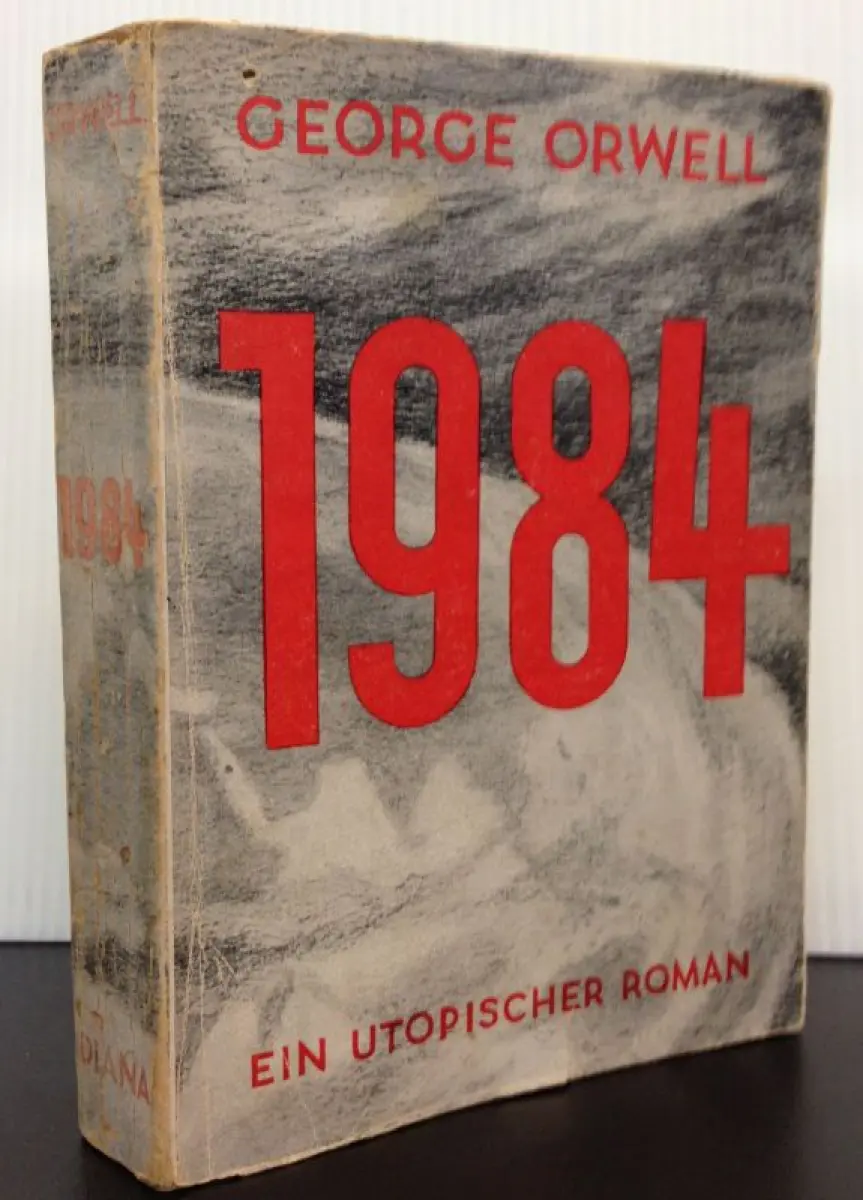 GEORGE ORWELL
1984
EIN UTOPISCHER ROMAN
ORWELL
1984
DIANA